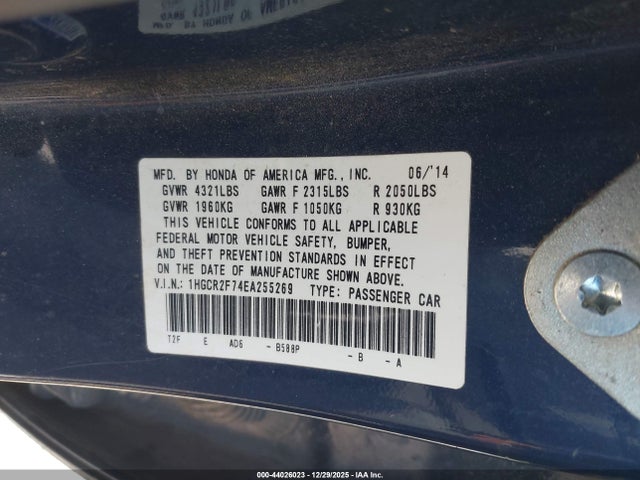 MFD. BY HONDA OF AMERICA MFG., INC. 06/'14
GVWR 4321LBS GAWR F 2315LBS R 2050LBS
GVWR 1960KG GAWR F 1050KG R 930KG
THIS VEHICLE CONFORMS TO ALL APPLICABLE
FEDERAL MOTOR VEHICLE SAFETY, BUMPER,
AND THEFT PREVENTION STANDARDS IN EFFECT
ON THE DATE OF MANUFACTURE SHOWN ABOVE.
V.I.N.: 1HGCR2F74EA255269 TYPE: PASSENGER CAR
T2F E AD6 - B588P - B - A
000-44026023 - 12/29/2025 - IAA Inc.